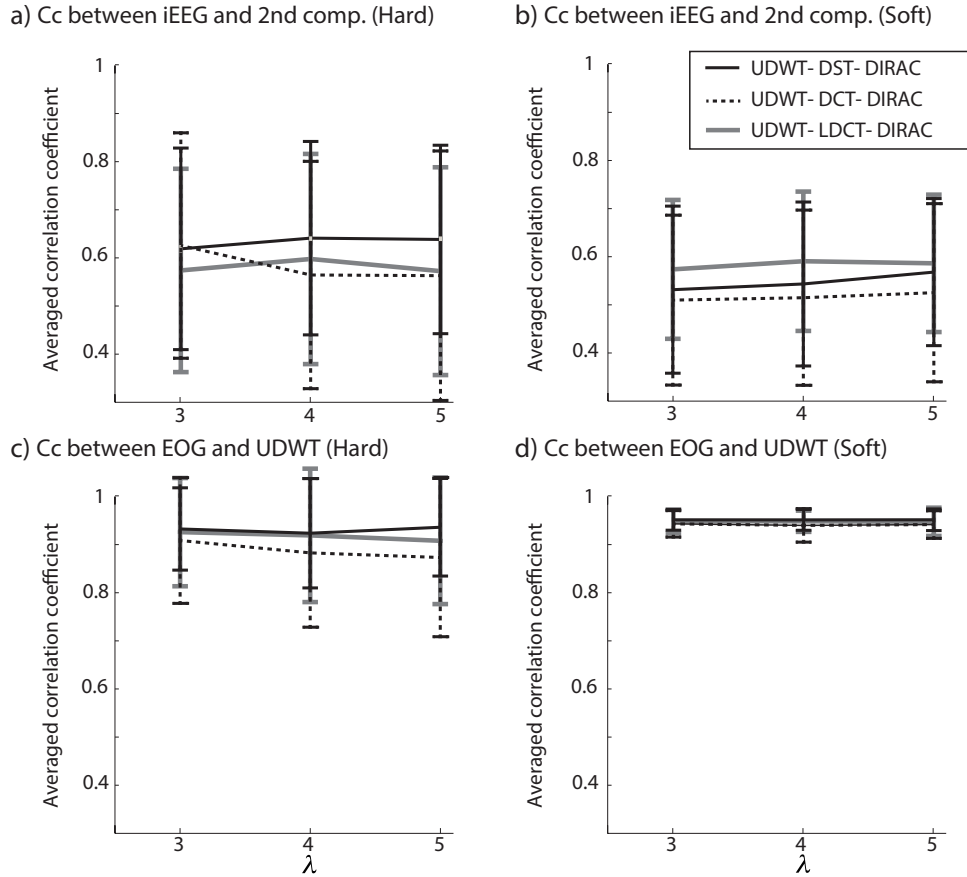 a) Cc between iEEG and 2nd comp. (Hard)
Averaged correlation coefficient
1
0.8
0.6
0.4
3 4 5
b) Cc between iEEG and 2nd comp. (Soft)
UDWT- DST- DIRAC
UDWT- DCT- DIRAC
UDWT- LDCT- DIRAC
Averaged correlation coefficient
1
0.8
0.6
0.4
3 4 5
c) Cc between EOG and UDWT (Hard)
Averaged correlation coefficient
1
0.8
0.6
0.4
3 4 5
λ
d) Cc between EOG and UDWT (Soft)
Averaged correlation coefficient
1
0.8
0.6
0.4
3 4 5
λ